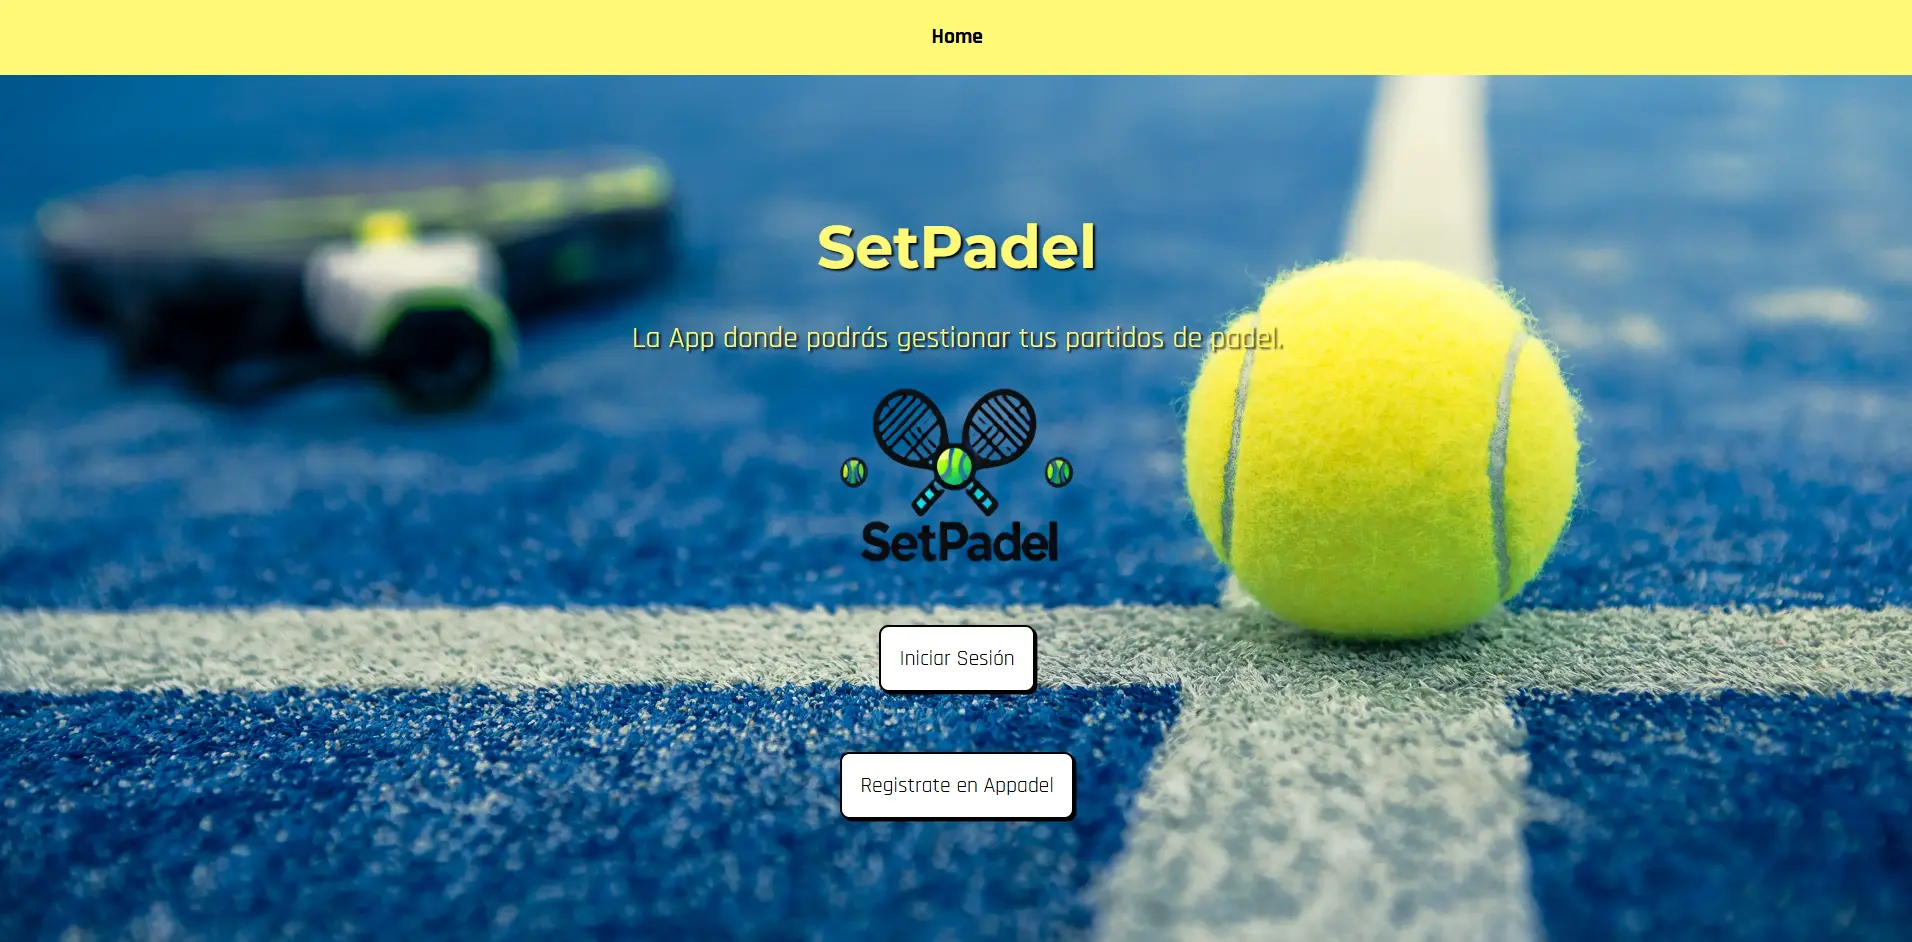 Home
SetPadel
La App donde podrás gestionar tus partidos de padel.
SetPadel
Iniciar Sesión
Registrate en Appadel